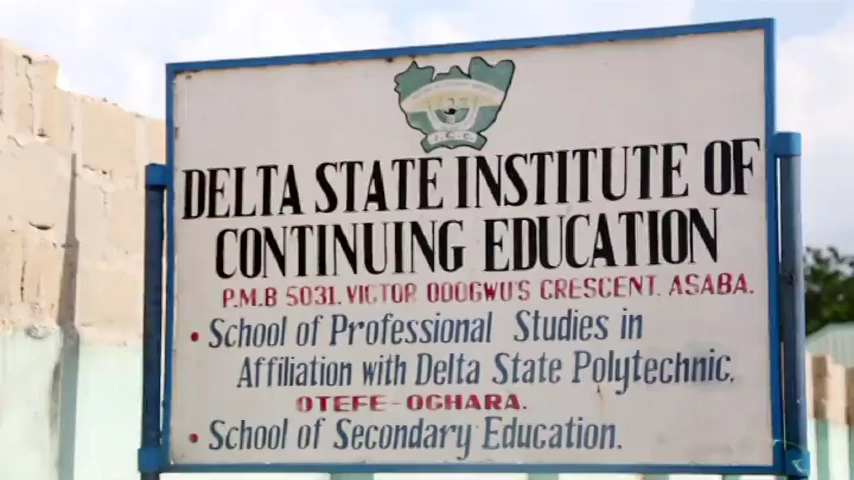 I.C.E.
DELTA STATE INSTITUTE OF
CONTINUING EDUCATION
P.M.B 5031. VICTOR ODOGWU'S CRESCENT. ASABA.
• School of Professional Studies in
Affiliation with Delta State Polytechnic.
OTEFE-OGHARA.
• School of Secondary Education.